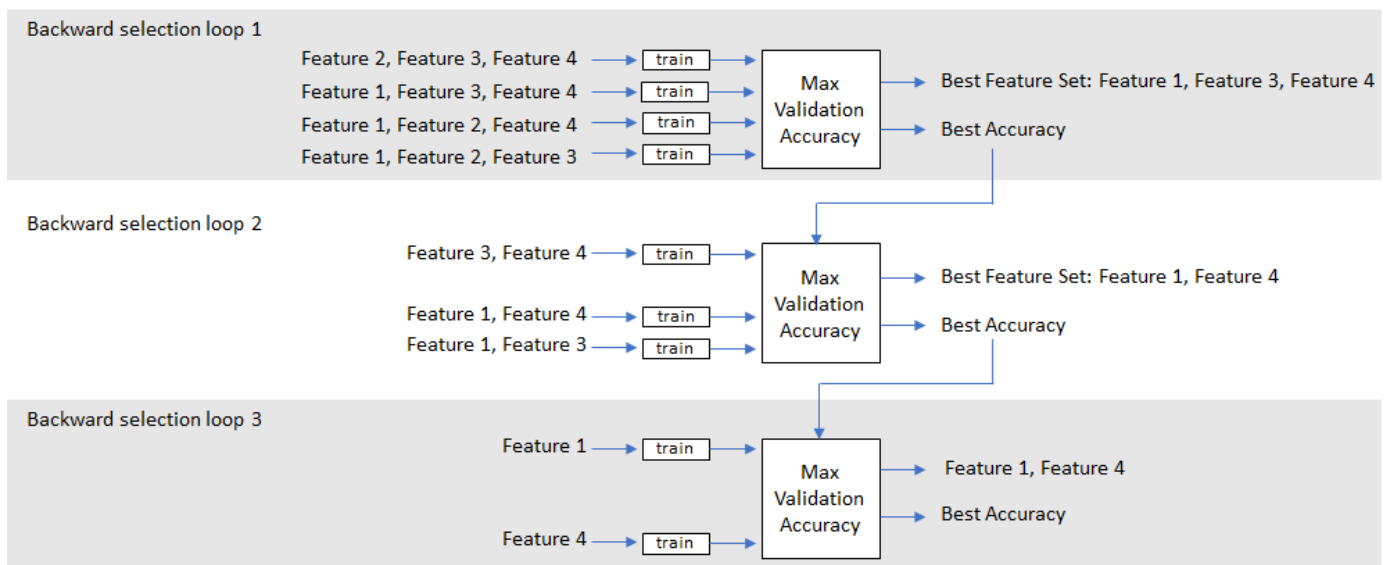 Backward selection loop 1
Feature 2, Feature 3, Feature 4
train
Feature 1, Feature 3, Feature 4
train
Feature 1, Feature 2, Feature 4
train
Feature 1, Feature 2, Feature 3
train
Max
Validation
Accuracy
Best Feature Set: Feature 1, Feature 3, Feature 4
Best Accuracy
Backward selection loop 2
Feature 3, Feature 4
train
Feature 1, Feature 4
train
Feature 1, Feature 3
train
Max
Validation
Accuracy
Best Feature Set: Feature 1, Feature 4
Best Accuracy
Backward selection loop 3
Feature 1
train
Feature 4
train
Max
Validation
Accuracy
Feature 1, Feature 4
Best Accuracy